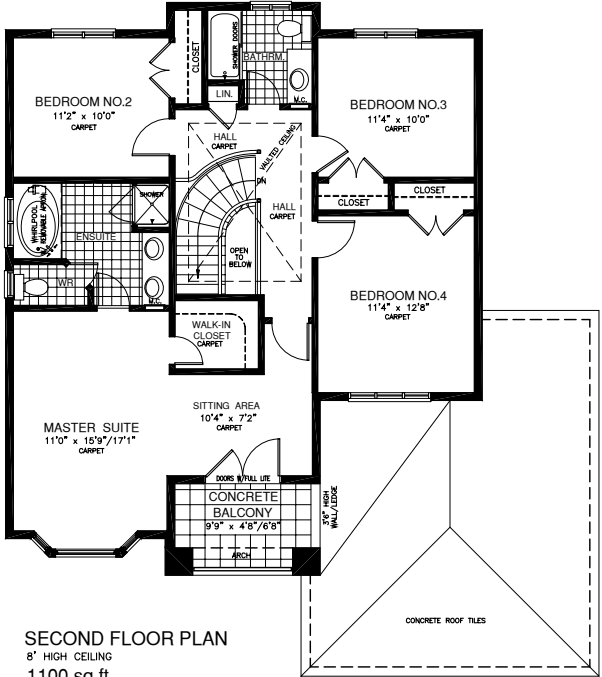 CLOSET
SHOWER DOORS
BATHRM.
M.C.
LIN.
BEDROOM NO.2
11'2" x 10'0"
CARPET
BEDROOM NO.3
11'4" x 10'0"
CARPET
HALL
CARPET
VAULTED CEILING
DN
HALL
CARPET
CLOSET
CLOSET
WHIRLPOOL
REMOVABLE APRON
SHOWER
ENSUITE
WR
M.C.
OPEN
TO
BELOW
BEDROOM NO.4
11'4" x 12'8"
CARPET
WALK-IN
CLOSET
CARPET
SITTING AREA
10'4" x 7'2"
CARPET
MASTER SUITE
11'0" x 15'9"/17'1"
CARPET
DOORS W/FULL LITE
CONCRETE
BALCONY
9'9" x 4'8"/6'8"
ARCH
3'6" HIGH
WALL/LEDGE
CONCRETE ROOF TILES
SECOND FLOOR PLAN
8' HIGH CEILING
1100 sq.ft.